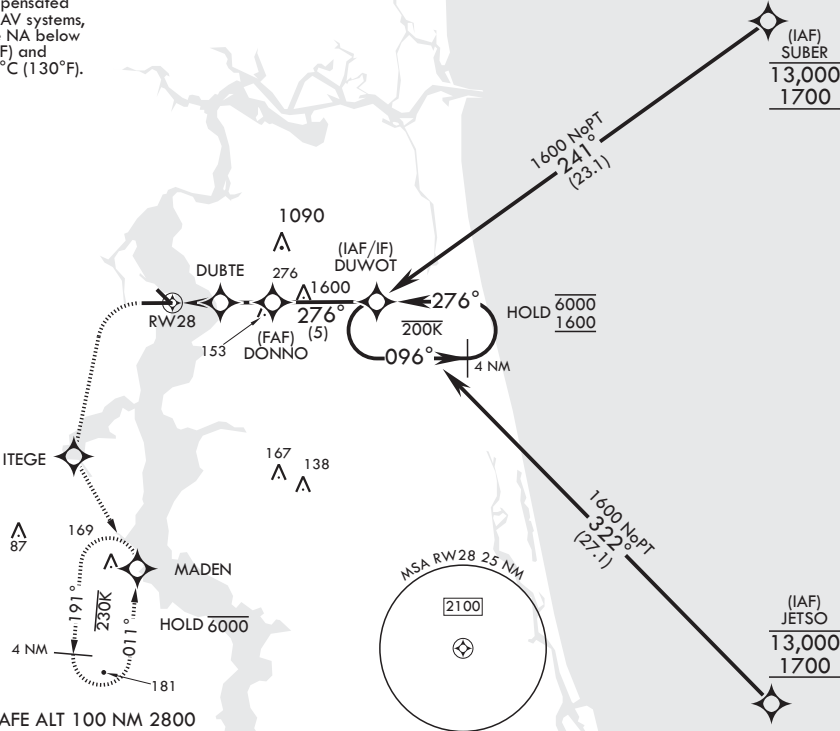 pensated
AV systems,
NA below
F) and
°C (130°F).
(IAF)
SUBER
13,000
1700
1600 NoPT
241°
(23.1)
1090
(IAF/IF)
DUWOT
DUBTE
276
1600
276°
276°
(5)
HOLD 6000
1600
RW28
200K
153
(FAF)
DONNO
096°
4 NM
ITEGE
167
138
1600 NoPT
322°
(27.1)
87
169
MADEN
MSA RW28 25 NM
2100
191°
230K
011°
HOLD 6000
(IAF)
JETSO
13,000
1700
4 NM
181
AFE ALT 100 NM 2800